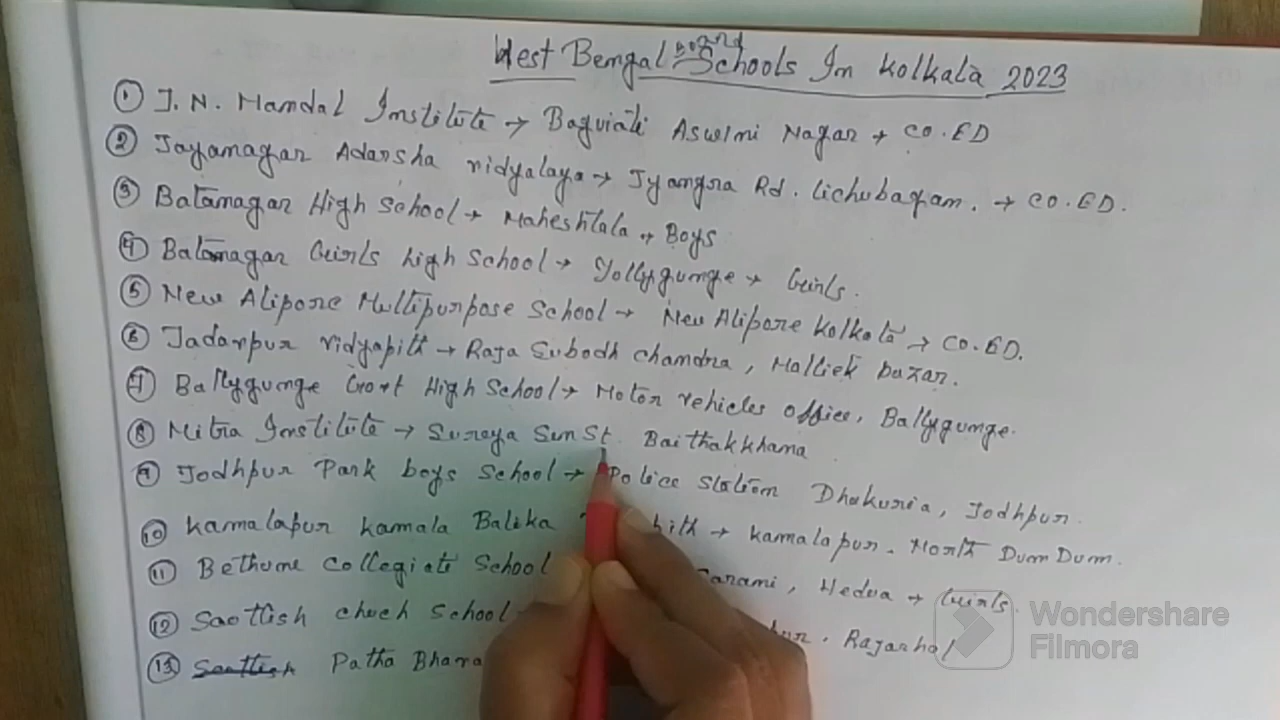 West Bengal Board Schools In Kolkata 2023
① J. N. Mandal Institute → Baguiati Aswini Nagar → CO.ED
② Jayanagar Adarsha vidyalaya → Jyangra Rd. Lichubagan. → CO.ED.
③ Batanagar High School → Maheshtala → Boys
④ Batanagar Girls high School → Tollygunge → Girls.
⑤ New Alipore Multipurpose School → New Alipore Kolkata → CO.ED.
⑥ Jadavpur vidyapith → Raja Subodh chandra, Mallick bazar.
⑦ Ballygunge Govt High School → Motor vehicles office, Ballygunge.
⑧ Mitra Institute → Sureya Sen St. Baithakkhana
⑨ Jodhpur Park boys School → Police Station Dhakuria, Jodhpur.
⑩ Kamalapur Kamala Balika → Kamalapur. North Dum Dum.
⑪ Bethune Collegiate School Sarani, Hedua → Girls.
⑫ Scottish School Rajarhat
⑬ Patha
Wondershare
Filmora